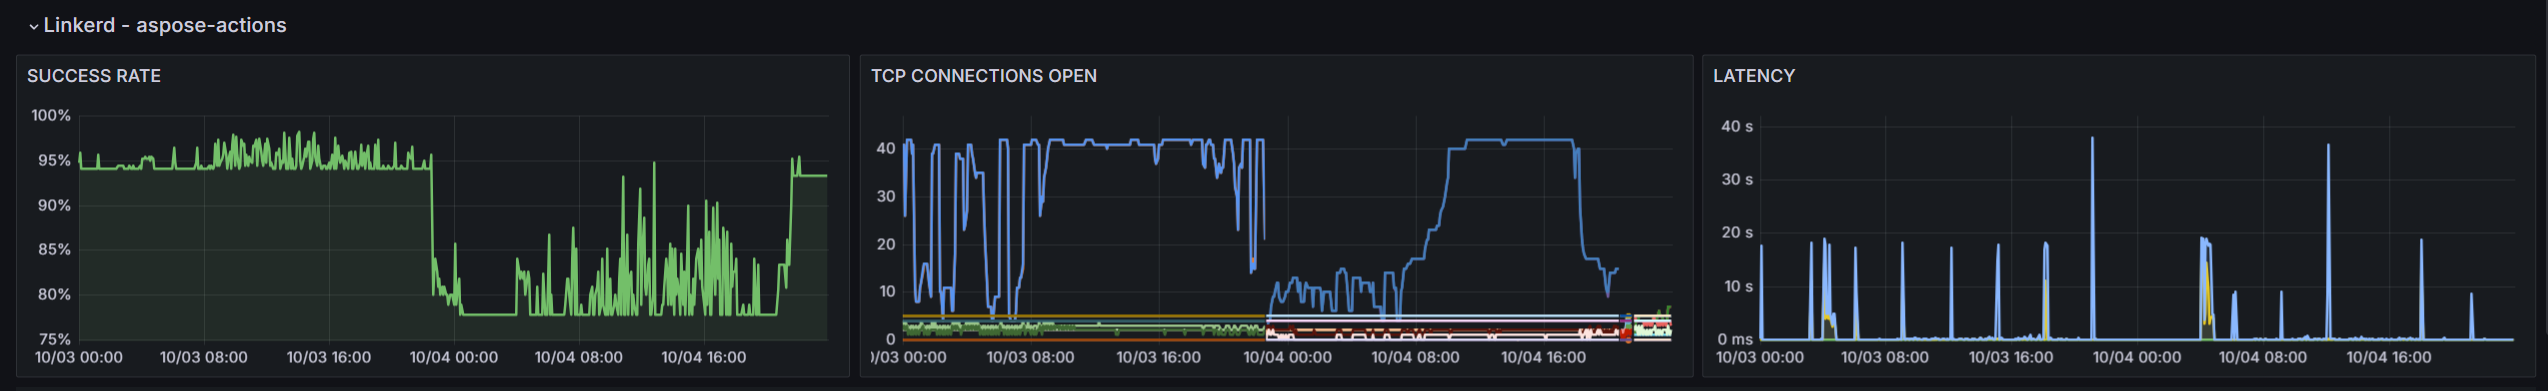 Linkerd - aspose-actions
SUCCESS RATE
100%
95%
90%
85%
80%
75%
10/03 00:00 10/03 08:00 10/03 16:00 10/04 00:00 10/04 08:00 10/04 16:00
TCP CONNECTIONS OPEN
40
30
20
10
0
)/03 00:00 10/03 08:00 10/03 16:00 10/04 00:00 10/04 08:00 10/04 16:00
LATENCY
40 s
30 s
20 s
10 s
0 ms
10/03 00:00 10/03 08:00 10/03 16:00 10/04 00:00 10/04 08:00 10/04 16:00